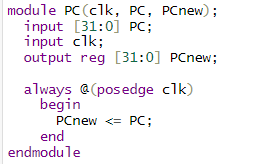 module PC(clk, PC, PCnew);
input [31:0] PC;
input clk;
output reg [31:0] PCnew;
always @(posedge clk)
begin
PCnew <= PC;
end
endmodule